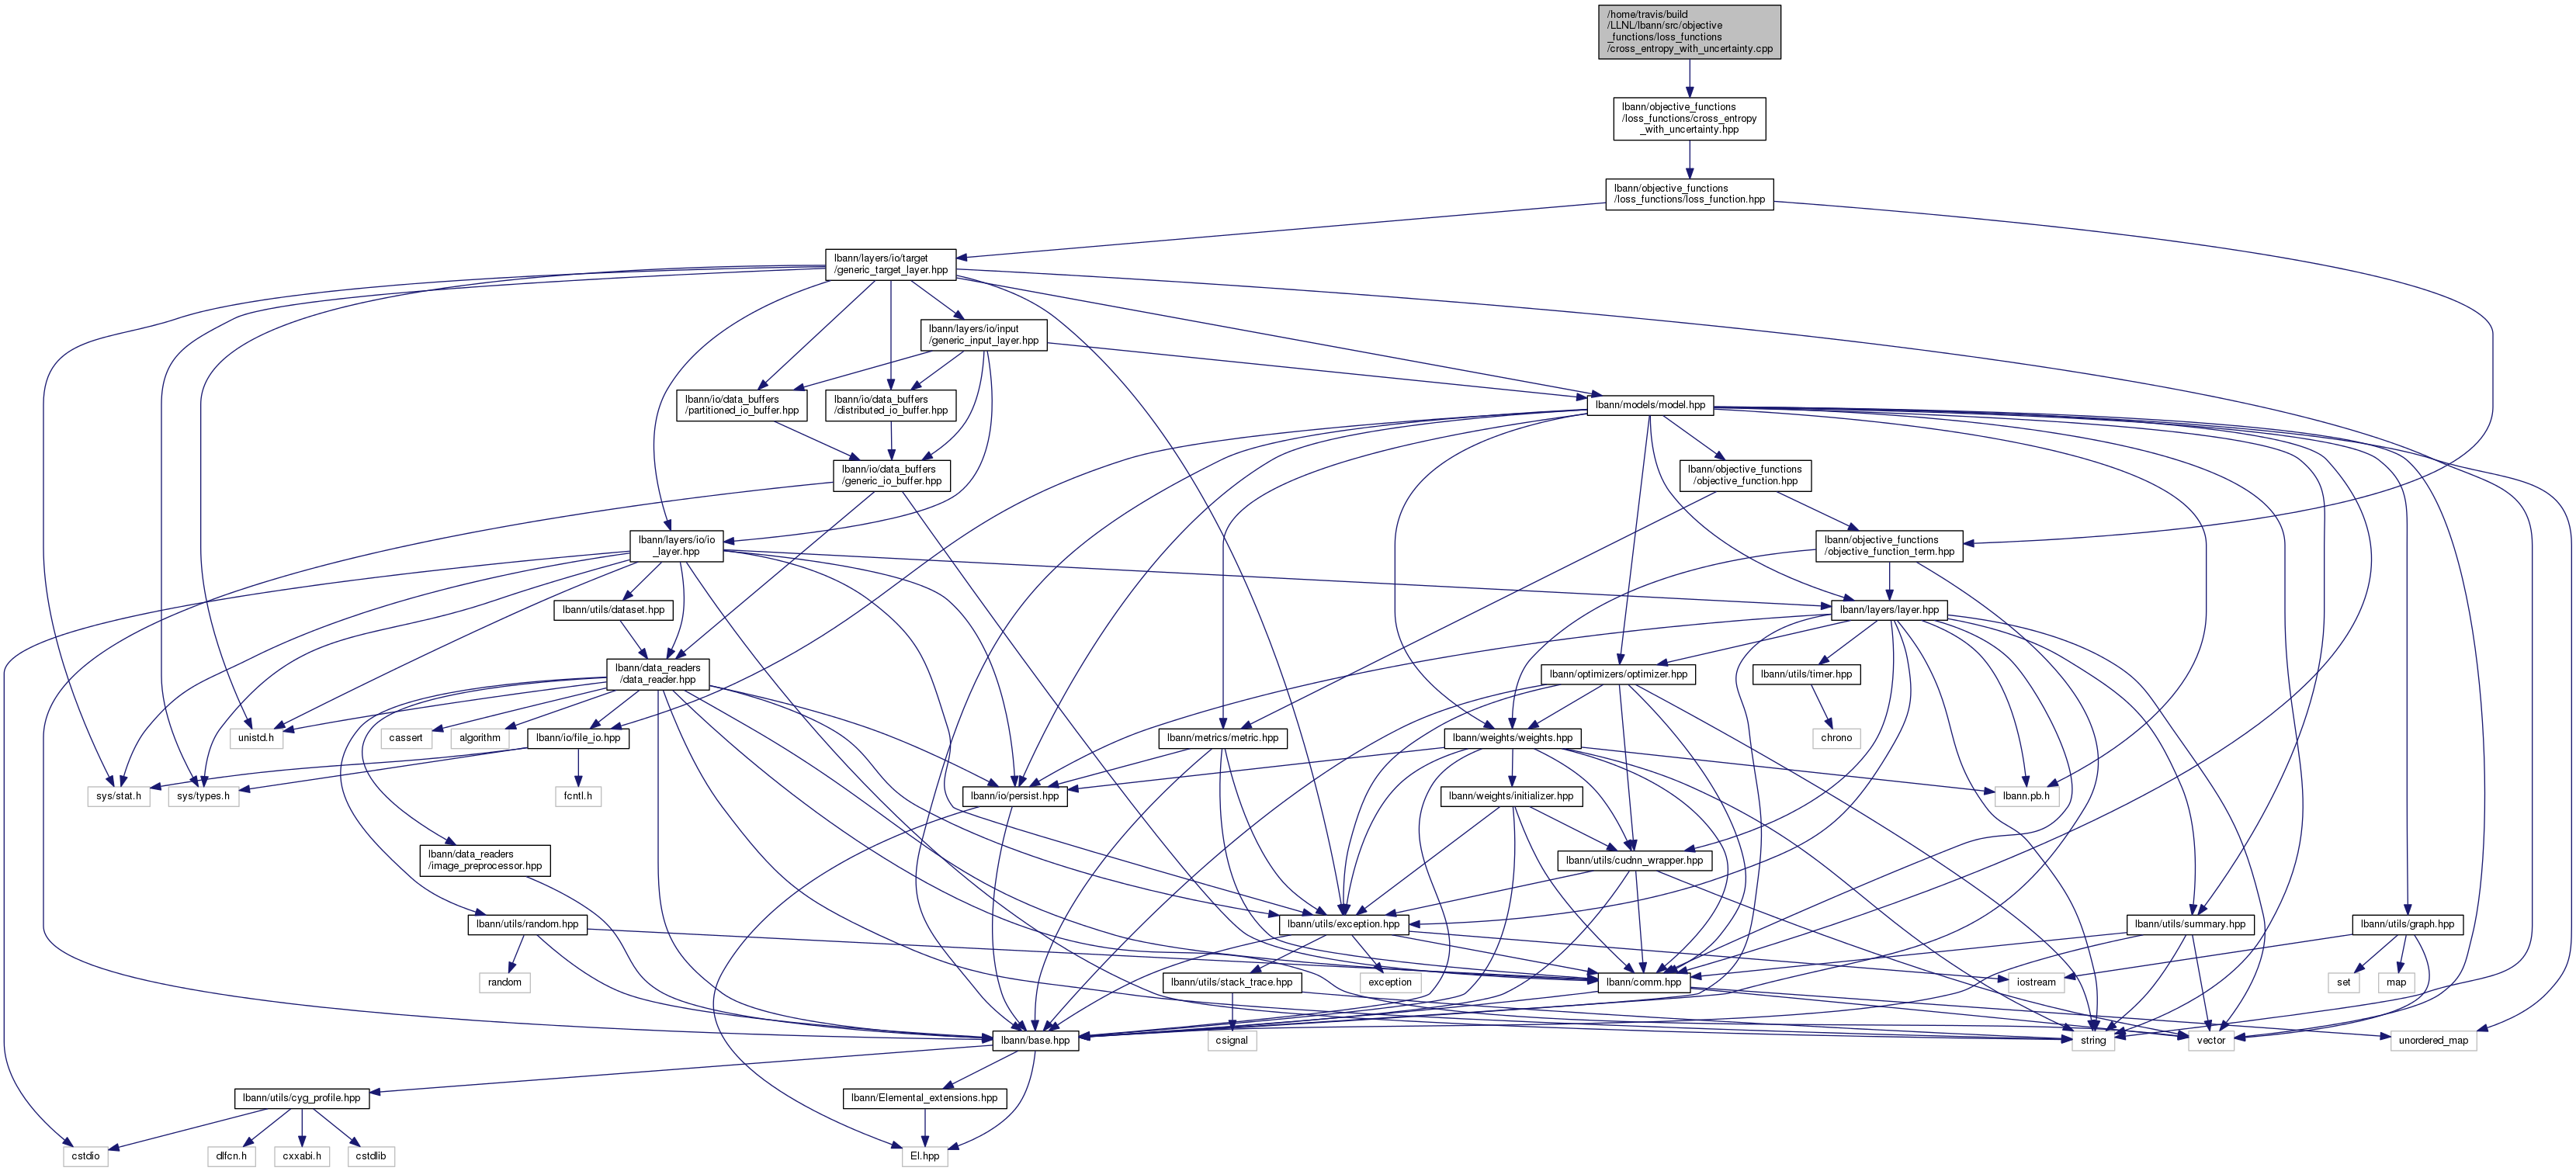 /home/travis/build
/LLNL/lbann/src/objective
_functions/loss_functions
/cross_entropy_with_uncertainty.cpp
lbann/objective_functions
/loss_functions/cross_entropy
_with_uncertainty.hpp
lbann/objective_functions
/loss_functions/loss_function.hpp
lbann/layers/io/target
/generic_target_layer.hpp
lbann/layers/io/input
/generic_input_layer.hpp
lbann/io/data_buffers
/partitioned_io_buffer.hpp
lbann/io/data_buffers
/distributed_io_buffer.hpp
lbann/models/model.hpp
lbann/io/data_buffers
/generic_io_buffer.hpp
lbann/objective_functions
/objective_function.hpp
lbann/layers/io/io
_layer.hpp
lbann/objective_functions
/objective_function_term.hpp
lbann/utils/dataset.hpp
lbann/layers/layer.hpp
lbann/data_readers
/data_reader.hpp
lbann/optimizers/optimizer.hpp
lbann/utils/timer.hpp
unistd.h
cassert
algorithm
lbann/io/file_io.hpp
lbann/metrics/metric.hpp
lbann/weights/weights.hpp
chrono
sys/stat.h
sys/types.h
fcntl.h
lbann/io/persist.hpp
lbann/weights/initializer.hpp
lbann.pb.h
lbann/data_readers
/image_preprocessor.hpp
lbann/utils/cudnn_wrapper.hpp
lbann/utils/random.hpp
lbann/utils/exception.hpp
lbann/utils/summary.hpp
lbann/utils/graph.hpp
random
lbann/utils/stack_trace.hpp
exception
lbann/comm.hpp
iostream
set
map
lbann/base.hpp
csignal
string
vector
unordered_map
lbann/utils/cyg_profile.hpp
lbann/Elemental_extensions.hpp
cstdio
dlfcn.h
cxxabi.h
cstdlib
El.hpp